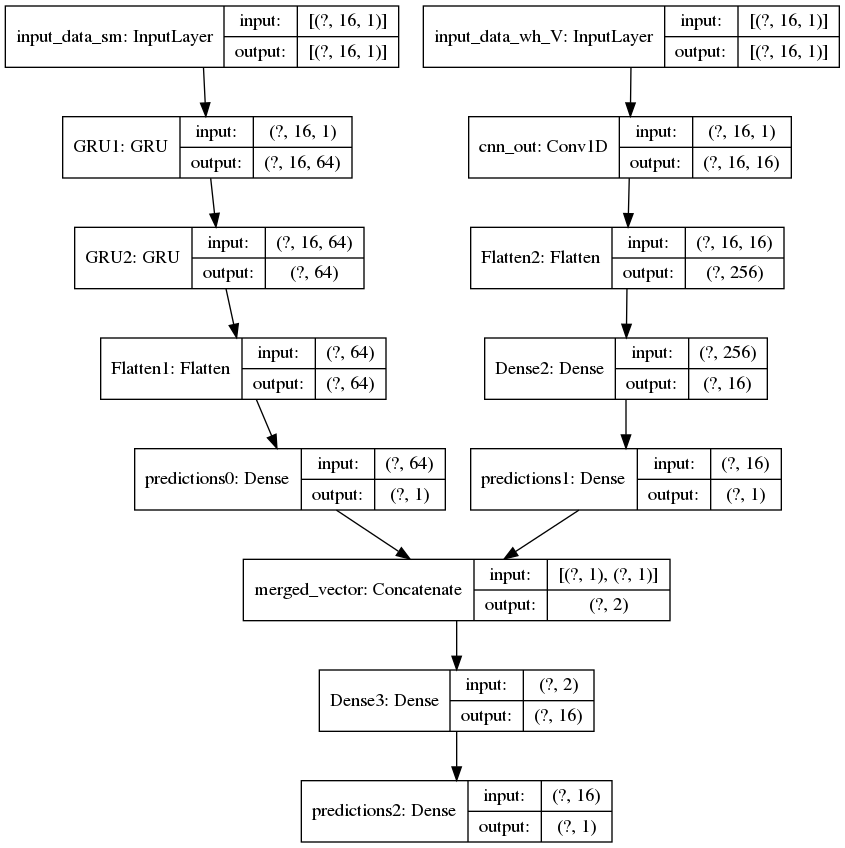 input_data_sm: InputLayer
input:
[(?, 16, 1)]
output:
[(?, 16, 1)]
input_data_wh_V: InputLayer
input:
[(?, 16, 1)]
output:
[(?, 16, 1)]
GRU1: GRU
input:
(?, 16, 1)
output:
(?, 16, 64)
cnn_out: Conv1D
input:
(?, 16, 1)
output:
(?, 16, 16)
GRU2: GRU
input:
(?, 16, 64)
output:
(?, 64)
Flatten2: Flatten
input:
(?, 16, 16)
output:
(?, 256)
Flatten1: Flatten
input:
(?, 64)
output:
(?, 64)
Dense2: Dense
input:
(?, 256)
output:
(?, 16)
predictions0: Dense
input:
(?, 64)
output:
(?, 1)
predictions1: Dense
input:
(?, 16)
output:
(?, 1)
merged_vector: Concatenate
input:
[(?, 1), (?, 1)]
output:
(?, 2)
Dense3: Dense
input:
(?, 2)
output:
(?, 16)
predictions2: Dense
input:
(?, 16)
output:
(?, 1)